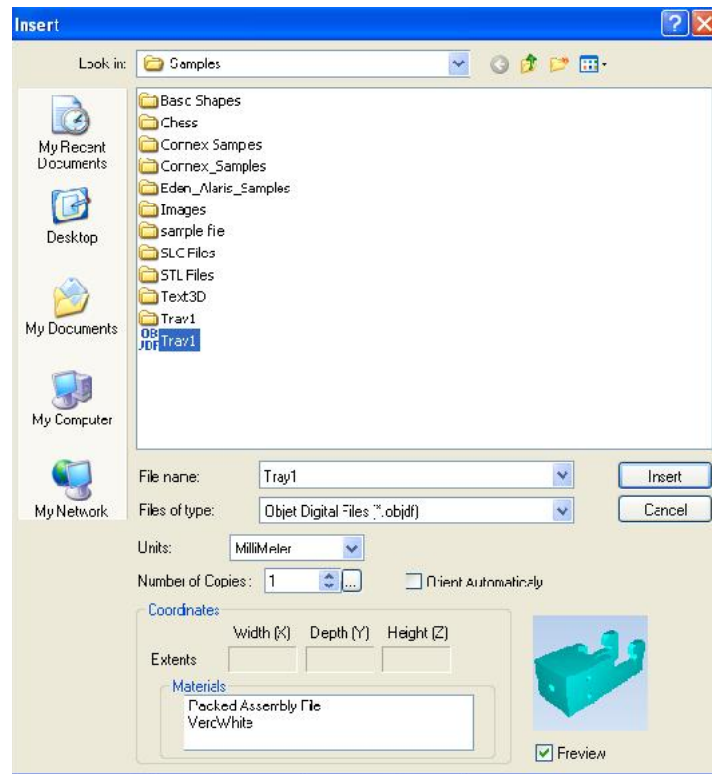 Insert
Look in: Samples
My Recent Documents
Desktop
My Documents
My Computer
My Network
Basc Shapes
Chess
Cornex Sampes
Cornex_Samples
Eden_Alaris_Samples
Images
sample fie
SLC Files
STL Files
Text3D
Tray1
OBJDF Tray1
File name: Tray1 Insert
Files of type: Objet Digital Files (*.objdf) Cancel
Units: MilliMeter
Number of Copies: 1 ... Orient Automaticaly
Coordinates
Width (X) Depth (Y) Height (Z)
Extents
Materials
Packed Assembly File
VeroWhite
Preview